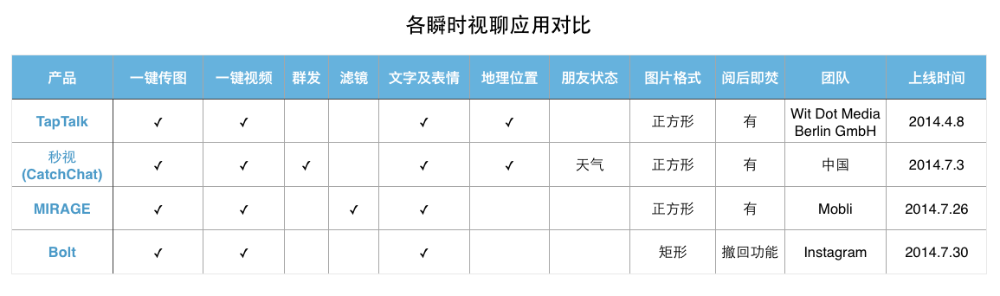 各瞬时视聊应用对比
产品 一键传图 一键视频 群发 滤镜 文字及表情 地理位置 朋友状态 图片格式 阅后即焚 团队 上线时间
TapTalk ✓ ✓ ✓ ✓ 正方形 有 Wit Dot Media 2014.4.8
Berlin GmbH
秒视
(CatchChat) ✓ ✓ ✓ ✓ ✓ 天气 正方形 有 中国 2014.7.3
MIRAGE ✓ ✓ ✓ ✓ 正方形 有 Mobli 2014.7.26
Bolt ✓ ✓ ✓ 矩形 撤回功能 Instagram 2014.7.30